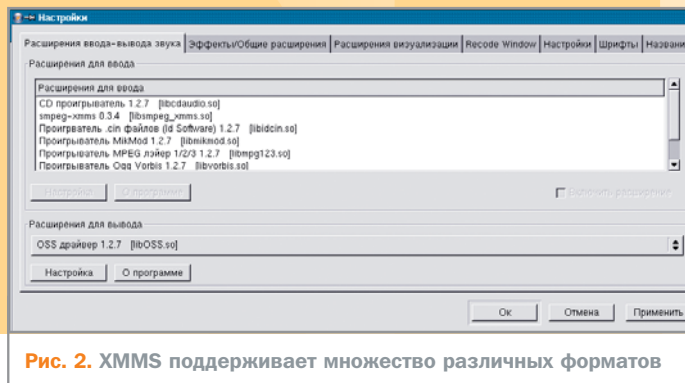 Настройки
Расширения ввода-вывода звука Эффекты/Общие расширения Расширения визуализации Recode Window Настройки Шрифты Названи
Расширения для ввода
Расширения для ввода
CD проигрыватель 1.2.7 [libcdaudio.so]
smpeg-xmms 0.3.4 [libsmpeg_xmms.so]
Проигрватель .cin файлов (Id Software) 1.2.7 [libidcin.so]
Проигрыватель MikMod 1.2.7 [libmikmod.so]
Проигрыватель MPEG лэйер 1/2/3 1.2.7 [libmpg123.so]
Проигрыватель Ogg Vorbis 1.2.7 [libvorbis.so]
Настройка О программе Включить расширение
Расширения для вывода
OSS драйвер 1.2.7 [libOSS.so]
Настройка О программе
Ок Отмена Применить
Рис. 2. XMMS поддерживает множество различных форматов